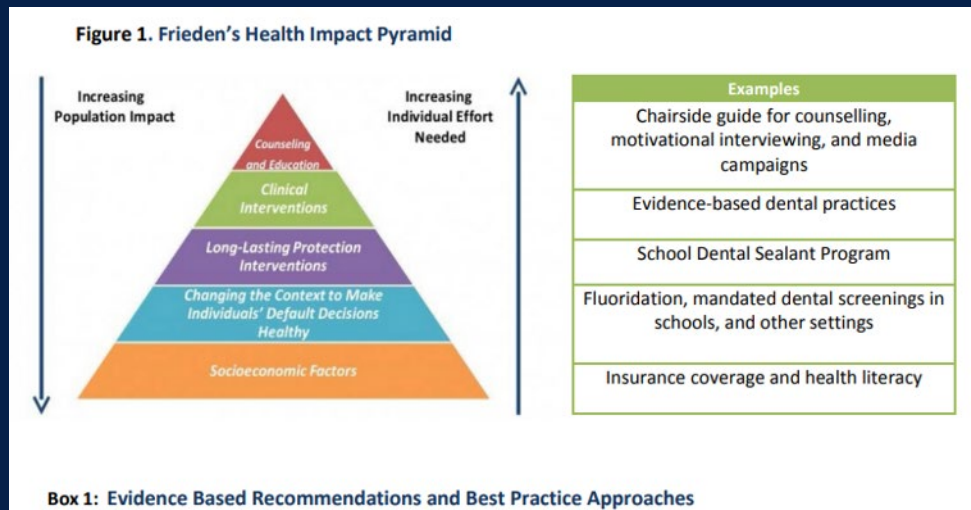 Figure 1. Frieden's Health Impact Pyramid
Increasing
Population Impact
Increasing
Individual Effort
Needed
Counseling
and Education
Clinical
Interventions
Long-Lasting Protection
Interventions
Changing the Context to Make
Individuals' Default Decisions
Healthy
Socioeconomic Factors
Examples
Chairside guide for counselling,
motivational interviewing, and media
campaigns
Evidence-based dental practices
School Dental Sealant Program
Fluoridation, mandated dental screenings in
schools, and other settings
Insurance coverage and health literacy
Box 1: Evidence Based Recommendations and Best Practice Approaches